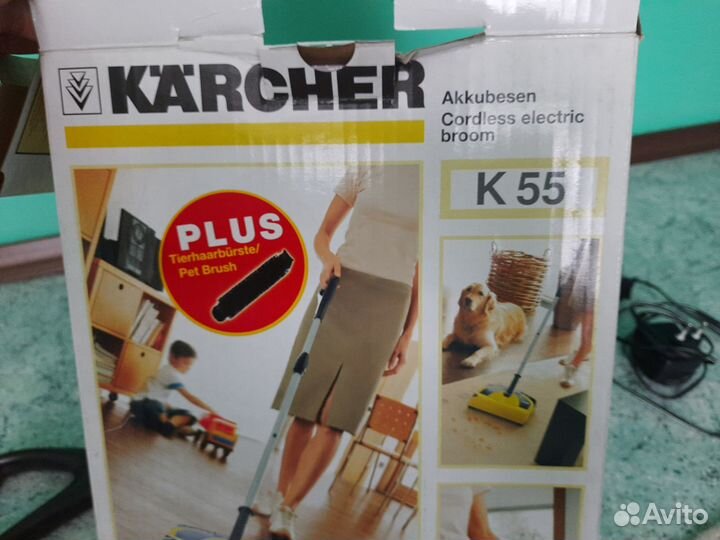 KÄRCHER
Akkubesen
Cordless electric
broom
K 55
PLUS
Tierhaarbürste/
Pet Brush
Avito